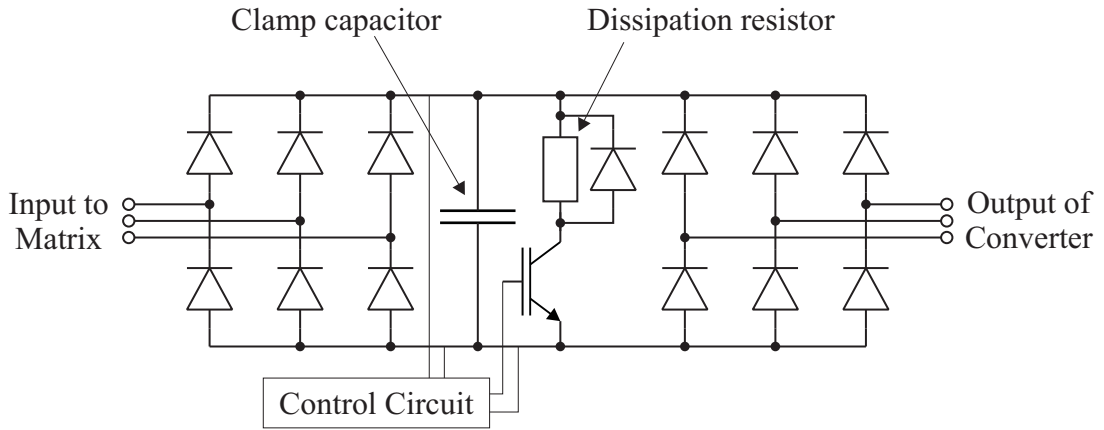 Clamp capacitor
Dissipation resistor
Input to
Matrix
Output of
Converter
Control Circuit